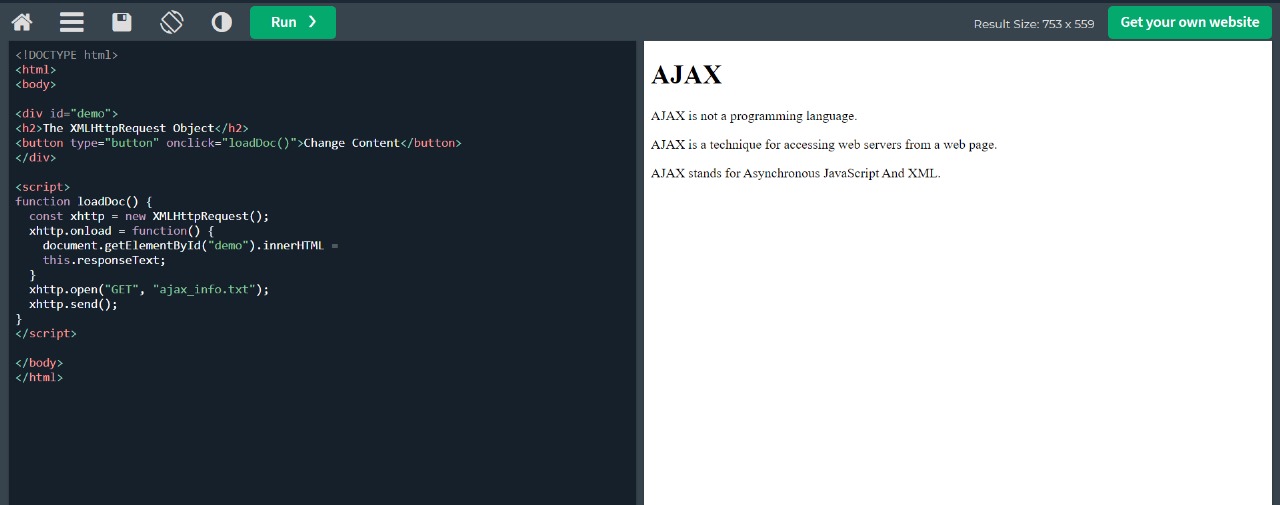 Run ❯
Result Size: 753 x 559
Get your own website
<!DOCTYPE html>
<html>
<body>

<div id="demo">
<h2>The XMLHttpRequest Object</h2>
<button type="button" onclick="loadDoc()">Change Content</button>
</div>

<script>
function loadDoc() {
  const xhttp = new XMLHttpRequest();
  xhttp.onload = function() {
    document.getElementById("demo").innerHTML =
    this.responseText;
  }
  xhttp.open("GET", "ajax_info.txt");
  xhttp.send();
}
</script>

</body>
</html>
AJAX
AJAX is not a programming language.
AJAX is a technique for accessing web servers from a web page.
AJAX stands for Asynchronous JavaScript And XML.